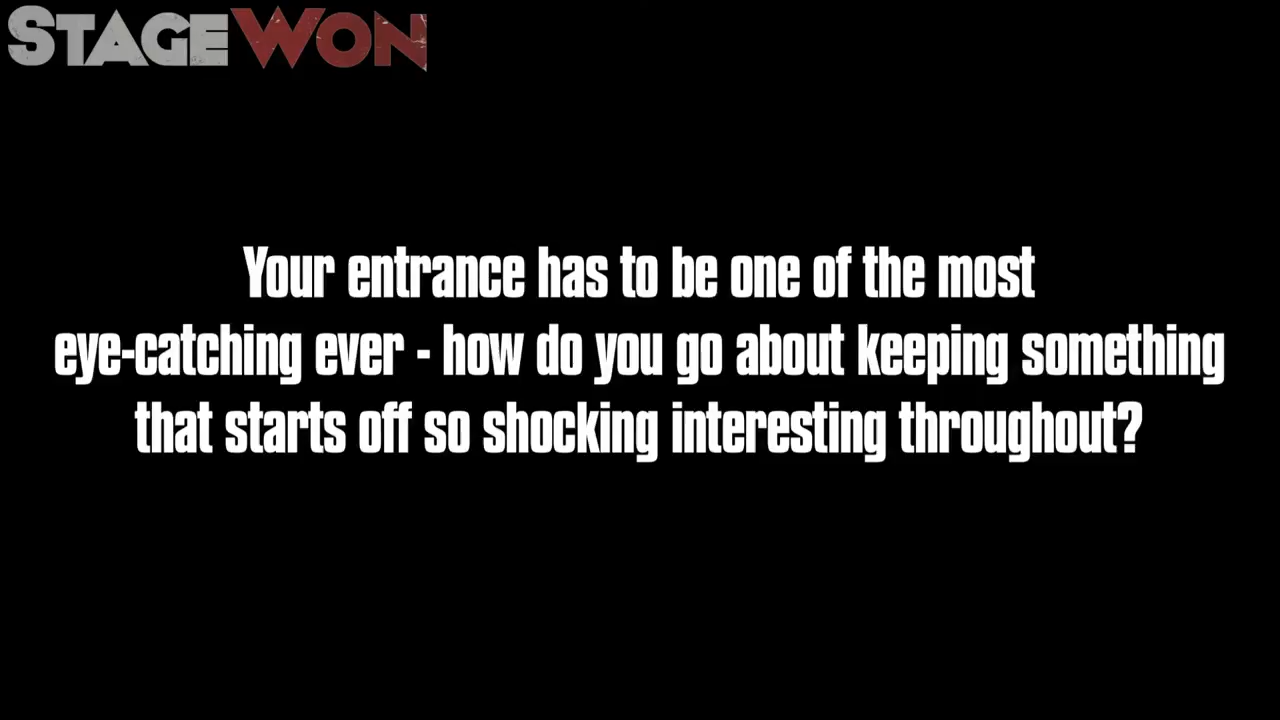 STAGEWON
Your entrance has to be one of the most
eye-catching ever - how do you go about keeping something
that starts off so shocking interesting throughout?